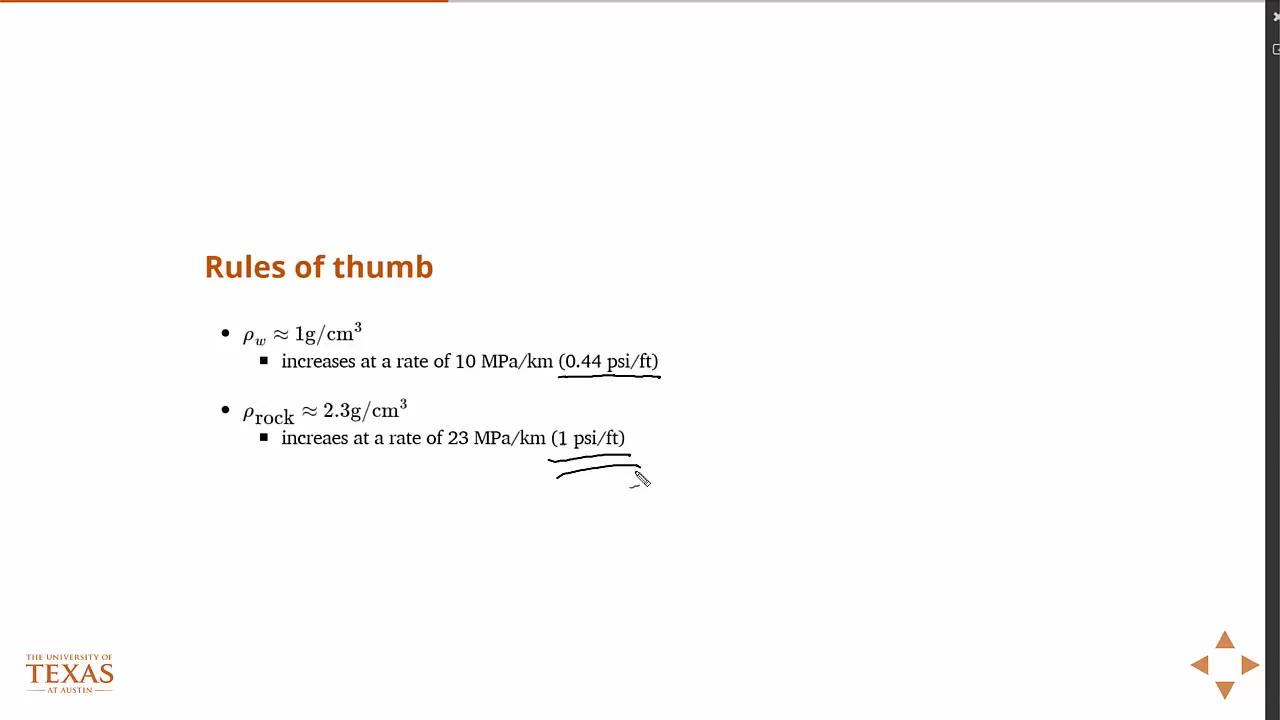 Rules of thumb
• ρ_w ≈ 1g/cm³
▪ increases at a rate of 10 MPa/km (0.44 psi/ft)
• ρ_rock ≈ 2.3g/cm³
▪ increaes at a rate of 23 MPa/km (1 psi/ft)
THE UNIVERSITY OF
TEXAS
AT AUSTIN